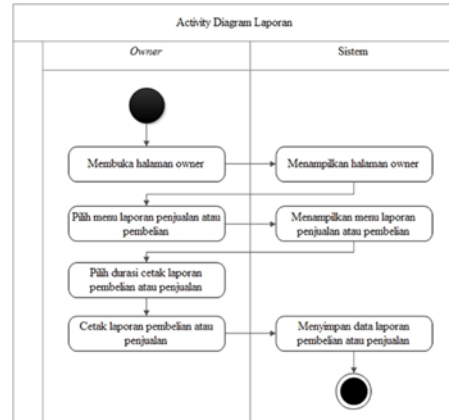 Activity Diagram Laporan
Owner
Sistem
Membuka halaman owner
Menampilkan halaman owner
Pilih menu laporan penjualan atau
pembelian
Menampilkan menu laporan
penjualan atau pembelian
Pilih durasi cetak laporan
pembelian atau penjualan
Cetak laporan pembelian atau
penjualan
Menyimpan data laporan
pembelian atau penjualan